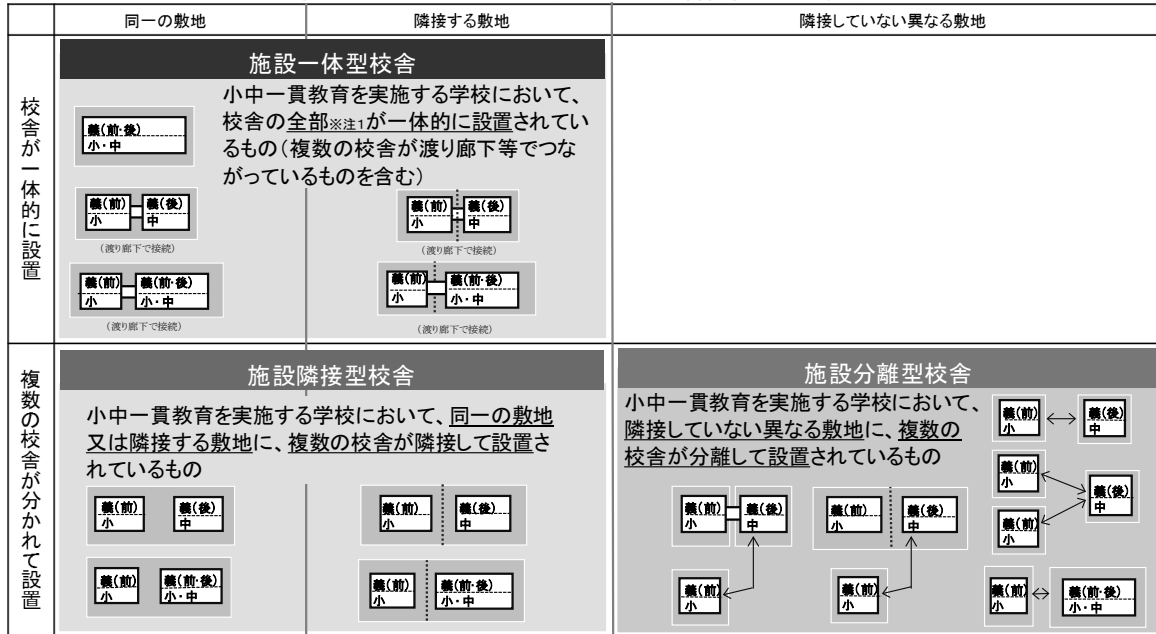 同一の敷地
隣接する敷地
隣接していない異なる敷地
校舎が一体的に設置
施設一体型校舎
小中一貫教育を実施する学校において、
校舎の全部※注1が一体的に設置されてい
るもの(複数の校舎が渡り廊下等でつな
がっているものを含む)
義(前・後)
小・中
義(前)
小
義(後)
中
(渡り廊下で接続)
義(前)
小
義(後)
中
(渡り廊下で接続)
義(前)
小
義(前・後)
小・中
(渡り廊下で接続)
義(前)
小
義(前・後)
小・中
(渡り廊下で接続)
複数の校舎が分かれて設置
施設隣接型校舎
小中一貫教育を実施する学校において、同一の敷地
又は隣接する敷地に、複数の校舎が隣接して設置さ
れているもの
義(前)
小
義(後)
中
義(前)
小
義(後)
中
義(前)
小
義(前・後)
小・中
義(前)
小
義(前・後)
小・中
施設分離型校舎
小中一貫教育を実施する学校において、
隣接していない異なる敷地に、複数の
校舎が分離して設置されているもの
義(前)
小
義(後)
中
義(前)
小
義(後)
中
義(前)
小
義(前)
小
義(後)
中
義(前)
小
義(後)
中
義(前)
小
義(前)
小
義(前)
小
義(前・後)
小・中